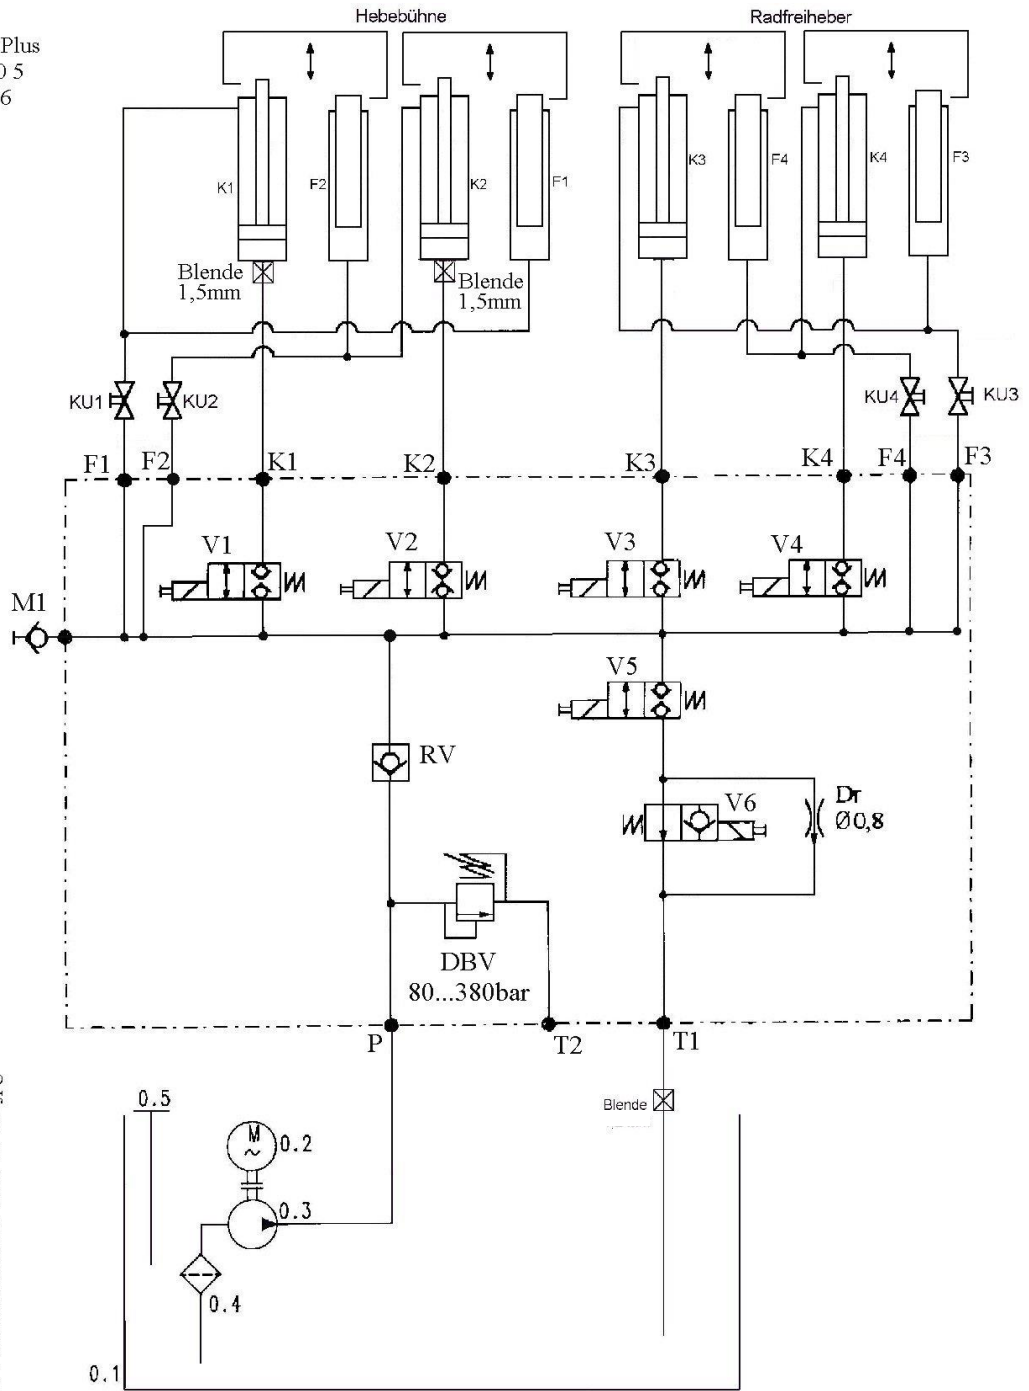 Hebebühne
Radfreiheber
Plus
0 5
6
K1
F2
K2
F1
K3
F4
K4
F3
Blende
1,5mm
Blende
1,5mm
KU1
KU2
KU4
KU3
F1
F2
K1
K2
K3
K4
F4
F3
V1
V2
V3
V4
M1
V5
RV
V6
Dr
Ø0,8
DBV
80...380bar
P
T2
T1
Blende
0.5
M
~
0.2
0.3
0.4
0.1